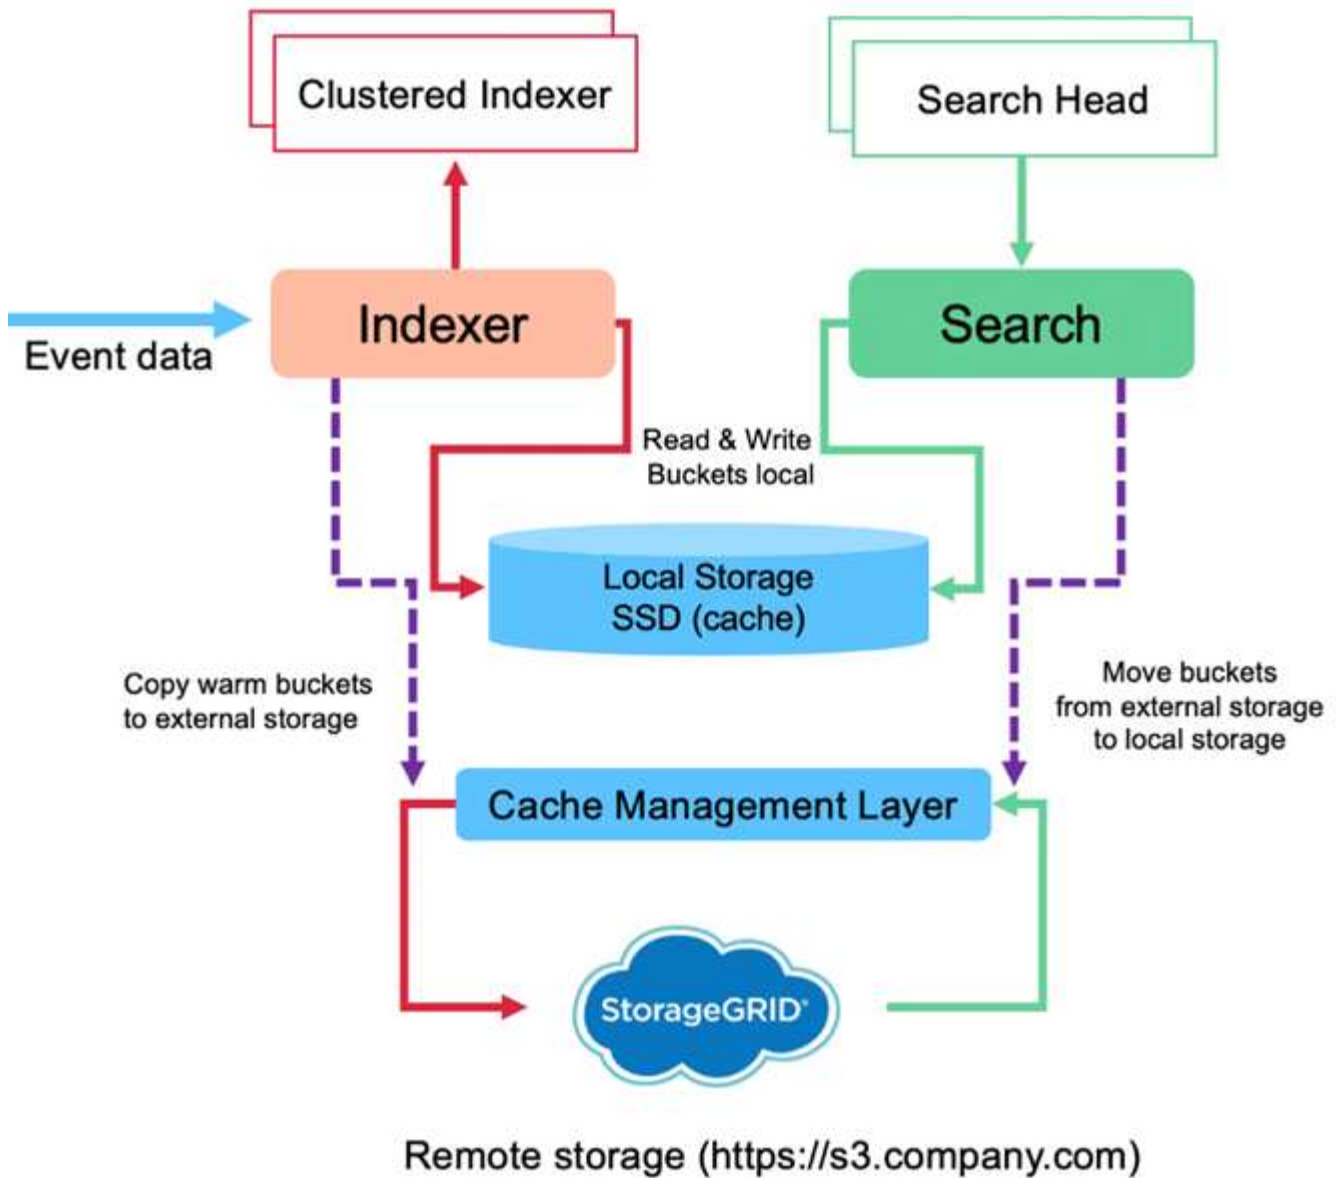 Clustered Indexer
Search Head
Indexer
Search
Event data
Read & Write
Buckets local
Local Storage
SSD (cache)
Copy warm buckets
to external storage
Move buckets
from external storage
to local storage
Cache Management Layer
StorageGRID®
Remote storage (https://s3.company.com)